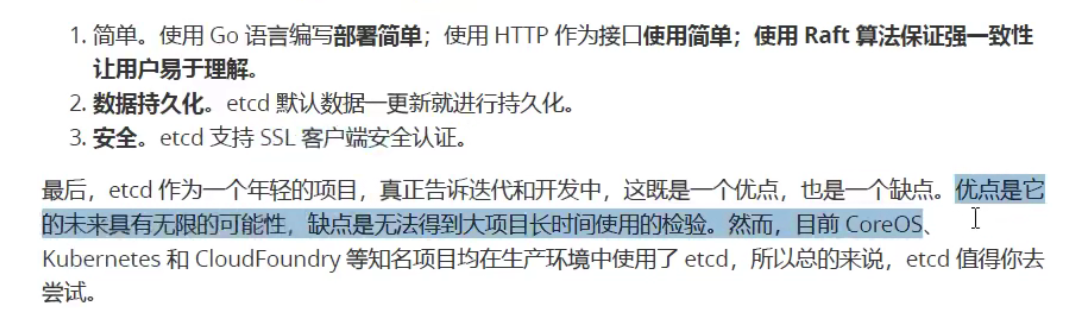 1. 简单。使用 Go 语言编写部署简单；使用 HTTP 作为接口使用简单；使用 Raft 算法保证强一致性
让用户易于理解。
2. 数据持久化。etcd 默认数据一更新就进行持久化。
3. 安全。etcd 支持 SSL 客户端安全认证。
最后，etcd 作为一个年轻的项目，真正告诉迭代和开发中，这既是一个优点，也是一个缺点。优点是它
的未来具有无限的可能性，缺点是无法得到大项目长时间使用的检验。然而，目前 CoreOS、
Kubernetes 和 CloudFoundry 等知名项目均在生产环境中使用了 etcd，所以总的来说，etcd 值得你去
尝试。